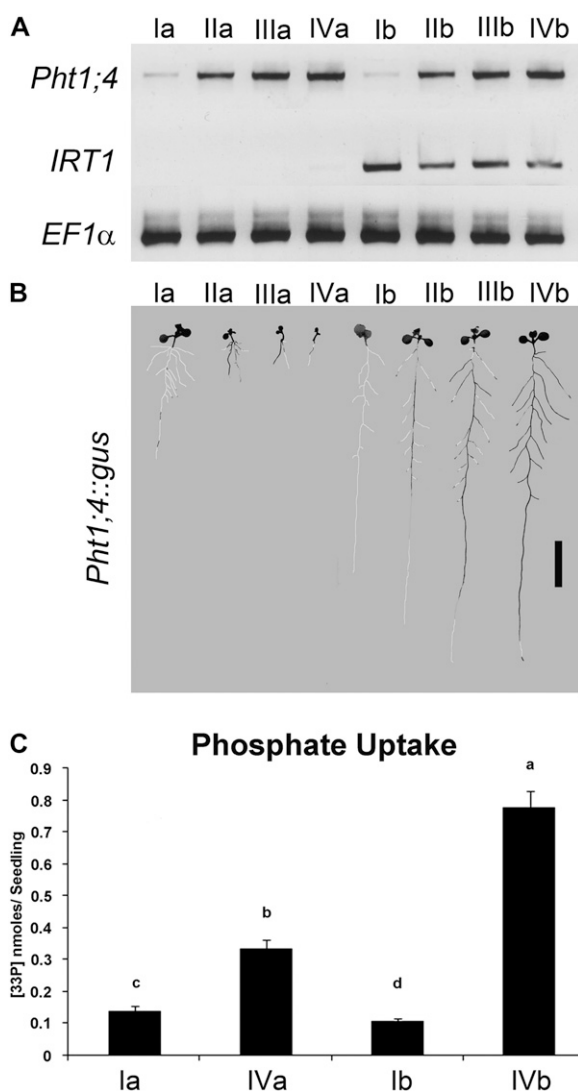 A
Ia IIa IIIa IVa Ib IIb IIIb IVb
Pht1;4
IRT1
EF1α
B
Ia IIa IIIa IVa Ib IIb IIIb IVb
Pht1;4::gus
C
Phosphate Uptake
[33P] nmoles/ Seedling
0.9
0.8
0.7
0.6
0.5
0.4
0.3
0.2
0.1
0
c
b
d
a
Ia IVa Ib IVb